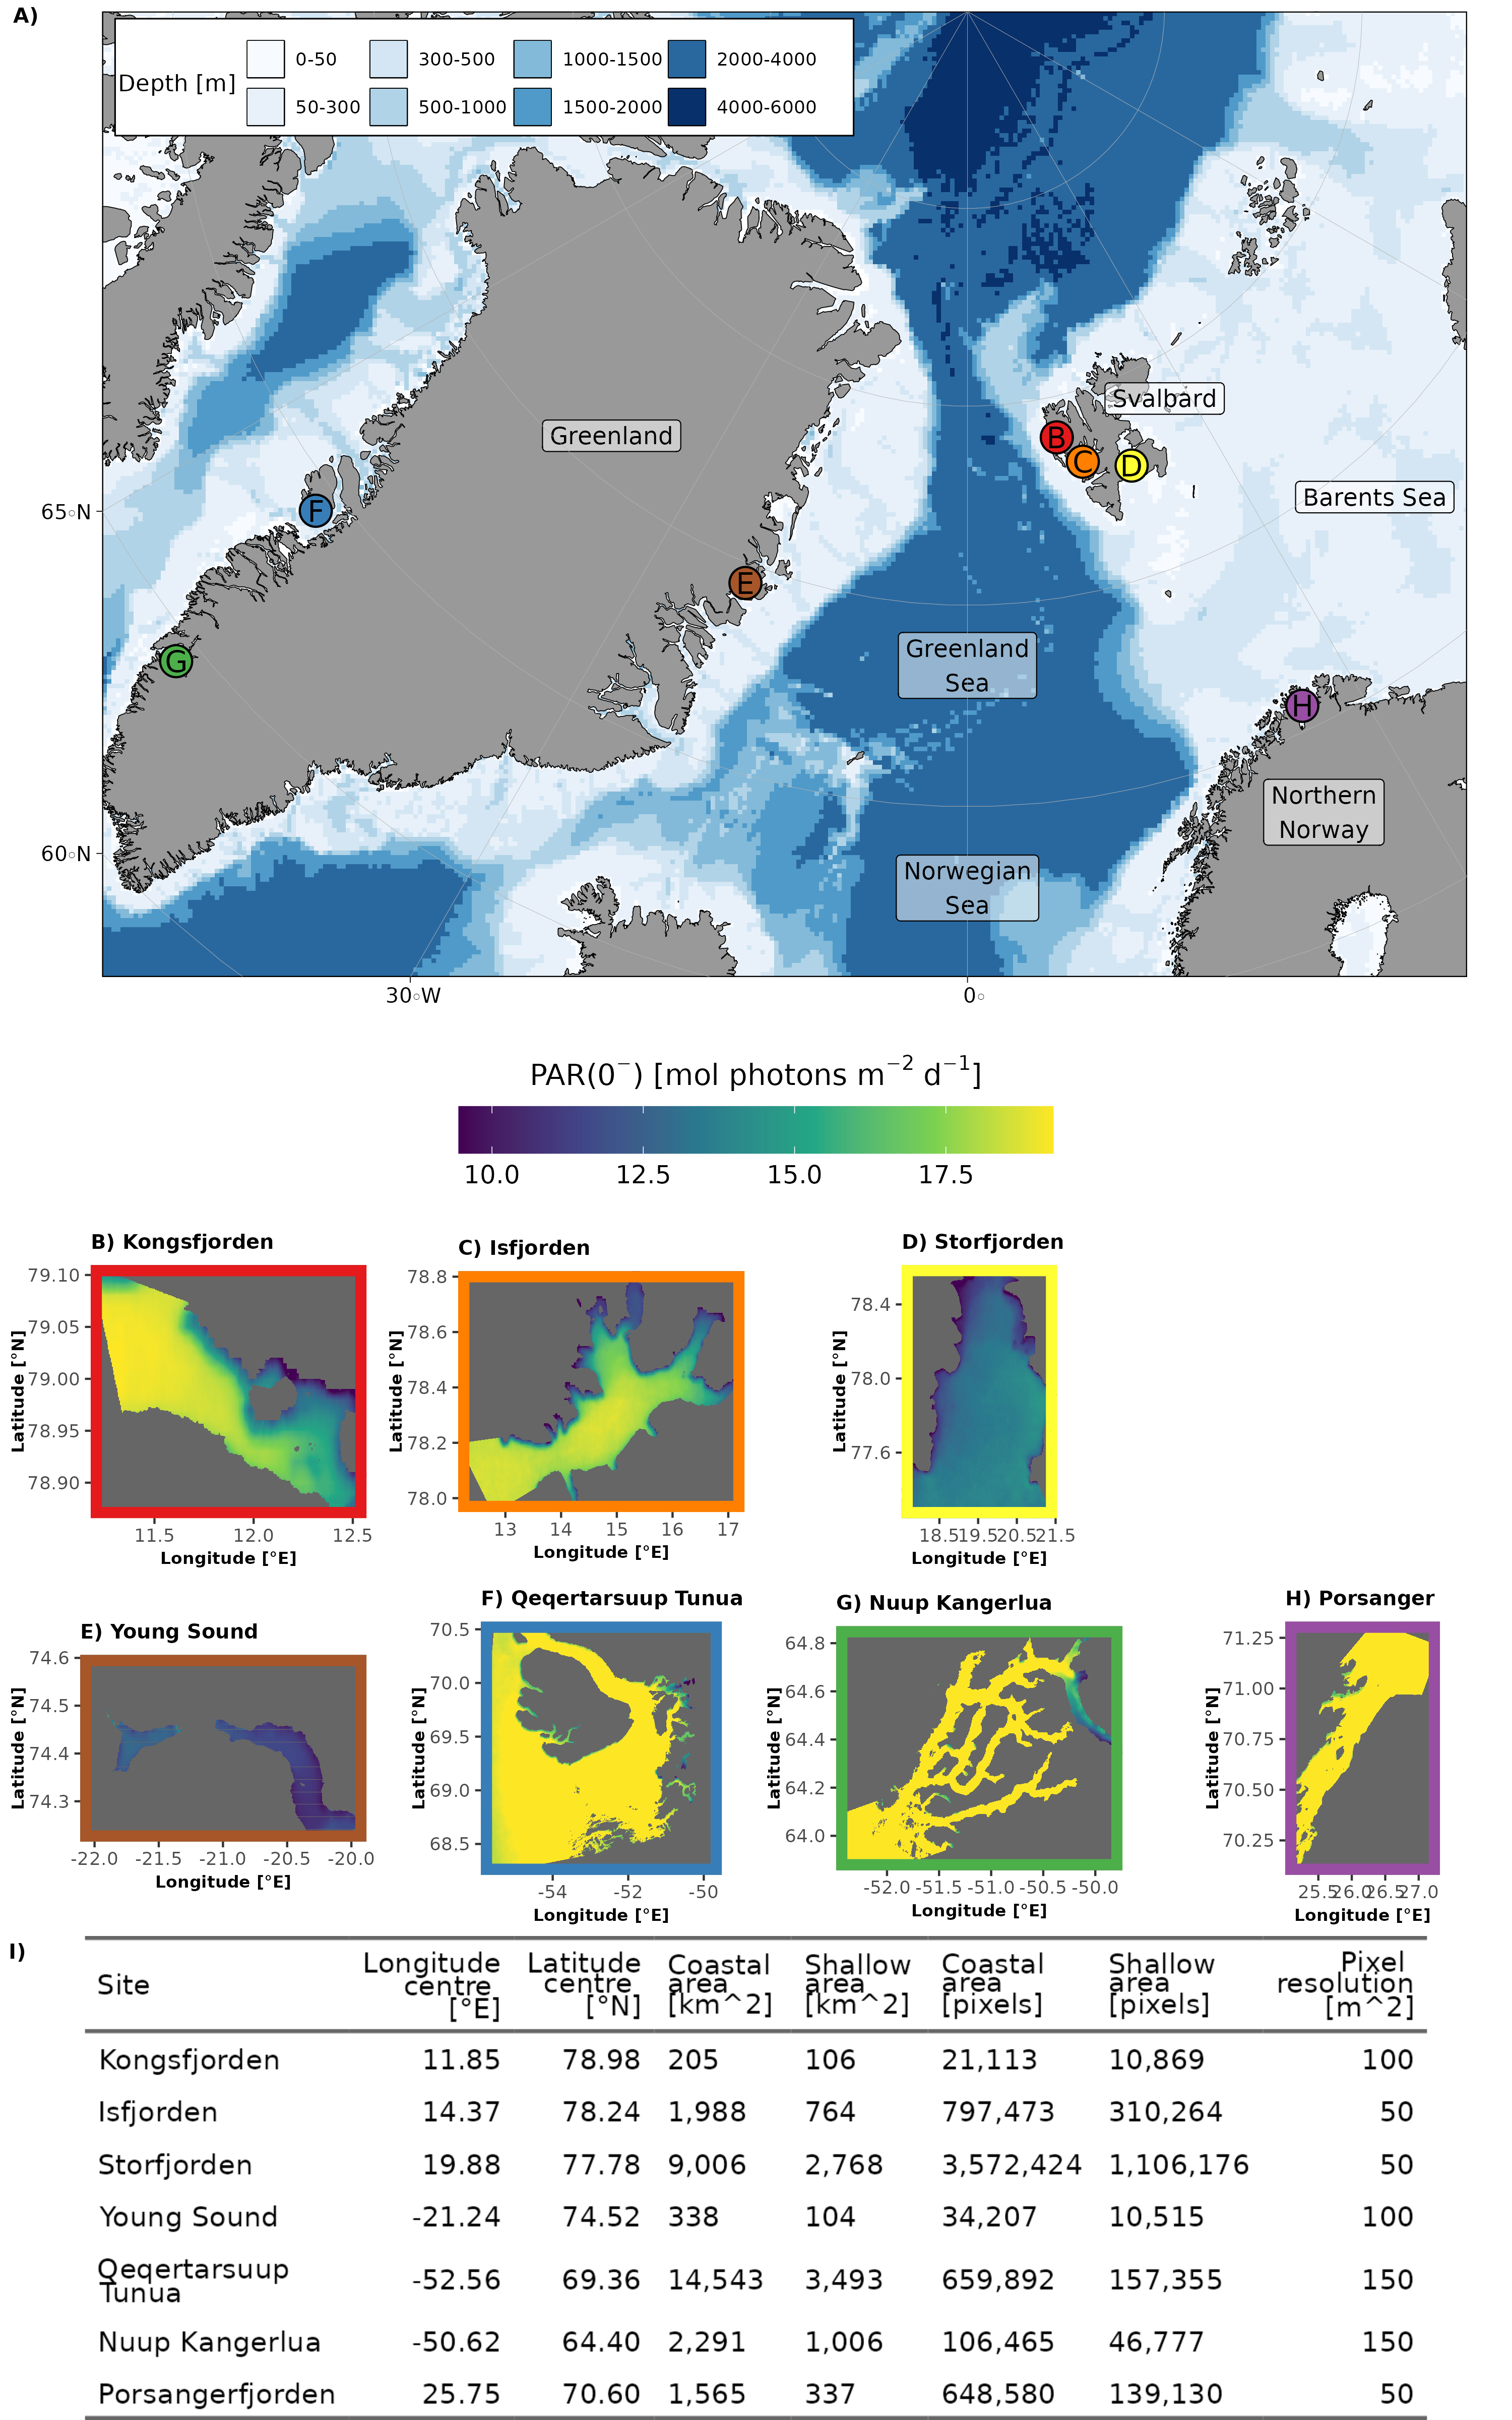 A)
Depth [m]
0-50
300-500
1000-1500
2000-4000
50-300
500-1000
1500-2000
4000-6000
Svalbard
Greenland
B
C
D
Barents Sea
65◦N
F
E
Greenland
Sea
G
H
Northern
Norway
60◦N
Norwegian
Sea
30◦W
0◦
PAR(0⁻) [mol photons m⁻² d⁻¹]
10.0 12.5 15.0 17.5
B) Kongsfjorden
79.10
79.05
79.00
78.95
78.90
Latitude [°N]
11.5 12.0 12.5
Longitude [°E]
C) Isfjorden
78.8
78.6
78.4
78.2
78.0
Latitude [°N]
13 14 15 16 17
Longitude [°E]
D) Storfjorden
78.4
78.0
77.6
Latitude [°N]
18.5 19.5 20.5 21.5
Longitude [°E]
E) Young Sound
74.6
74.5
74.4
74.3
Latitude [°N]
-22.0 -21.5 -21.0 -20.5 -20.0
Longitude [°E]
F) Qeqertarsuup Tunua
70.5
70.0
69.5
69.0
68.5
Latitude [°N]
-54 -52 -50
Longitude [°E]
G) Nuup Kangerlua
64.8
64.6
64.4
64.2
64.0
Latitude [°N]
-52.0 -51.5 -51.0 -50.5 -50.0
Longitude [°E]
H) Porsanger
71.25
71.00
70.75
70.50
70.25
Latitude [°N]
25.5 26.0 26.5 27.0
Longitude [°E]
I)
Site
Longitude
centre
[°E]
Latitude
centre
[°N]
Coastal
area
[km^2]
Shallow
area
[km^2]
Coastal
area
[pixels]
Shallow
area
[pixels]
Pixel
resolution
[m^2]
Kongsfjorden 11.85 78.98 205 106 21,113 10,869 100
Isfjorden 14.37 78.24 1,988 764 797,473 310,264 50
Storfjorden 19.88 77.78 9,006 2,768 3,572,424 1,106,176 50
Young Sound -21.24 74.52 338 104 34,207 10,515 100
Qeqertarsuup
Tunua -52.56 69.36 14,543 3,493 659,892 157,355 150
Nuup Kangerlua -50.62 64.40 2,291 1,006 106,465 46,777 150
Porsangerfjorden 25.75 70.60 1,565 337 648,580 139,130 50